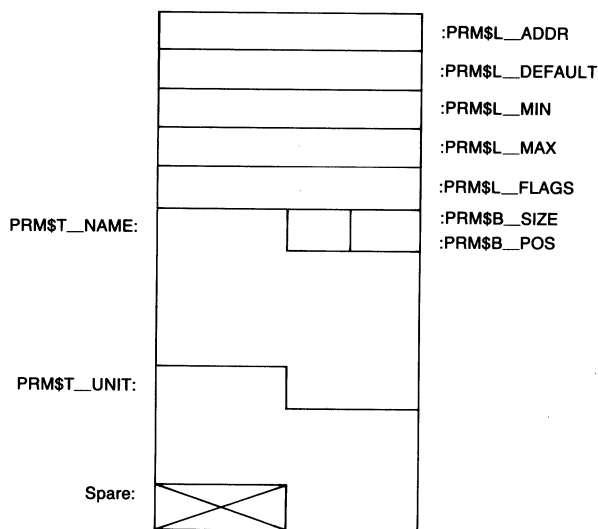 :PRM$L__ADDR
:PRM$L__DEFAULT
:PRM$L__MIN
:PRM$L__MAX
:PRM$L__FLAGS
PRM$T__NAME:
:PRM$B__SIZE
:PRM$B__POS
PRM$T__UNIT:
Spare: